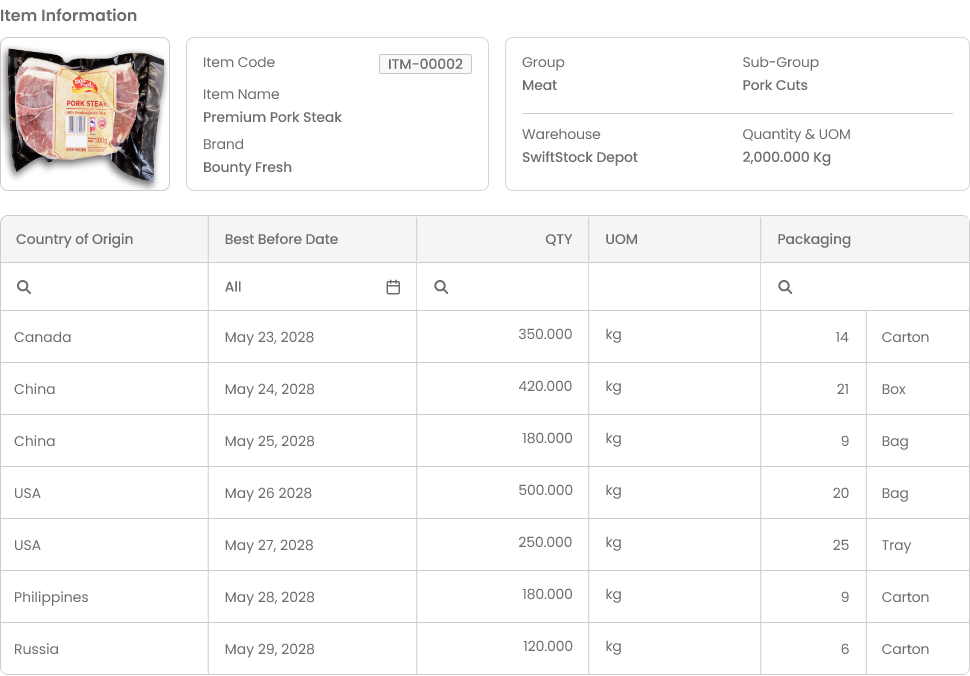 Item Information
PORK STEAK
500g
Item Code ITM-00002
Item Name
Premium Pork Steak
Brand
Bounty Fresh
Group Sub-Group
Meat Pork Cuts
Warehouse Quantity & UOM
SwiftStock Depot 2,000.000 Kg
Country of Origin Best Before Date QTY UOM Packaging
All
Canada May 23, 2028 350.000 kg 14 Carton
China May 24, 2028 420.000 kg 21 Box
China May 25, 2028 180.000 kg 9 Bag
USA May 26 2028 500.000 kg 20 Bag
USA May 27, 2028 250.000 kg 25 Tray
Philippines May 28, 2028 180.000 kg 9 Carton
Russia May 29, 2028 120.000 kg 6 Carton